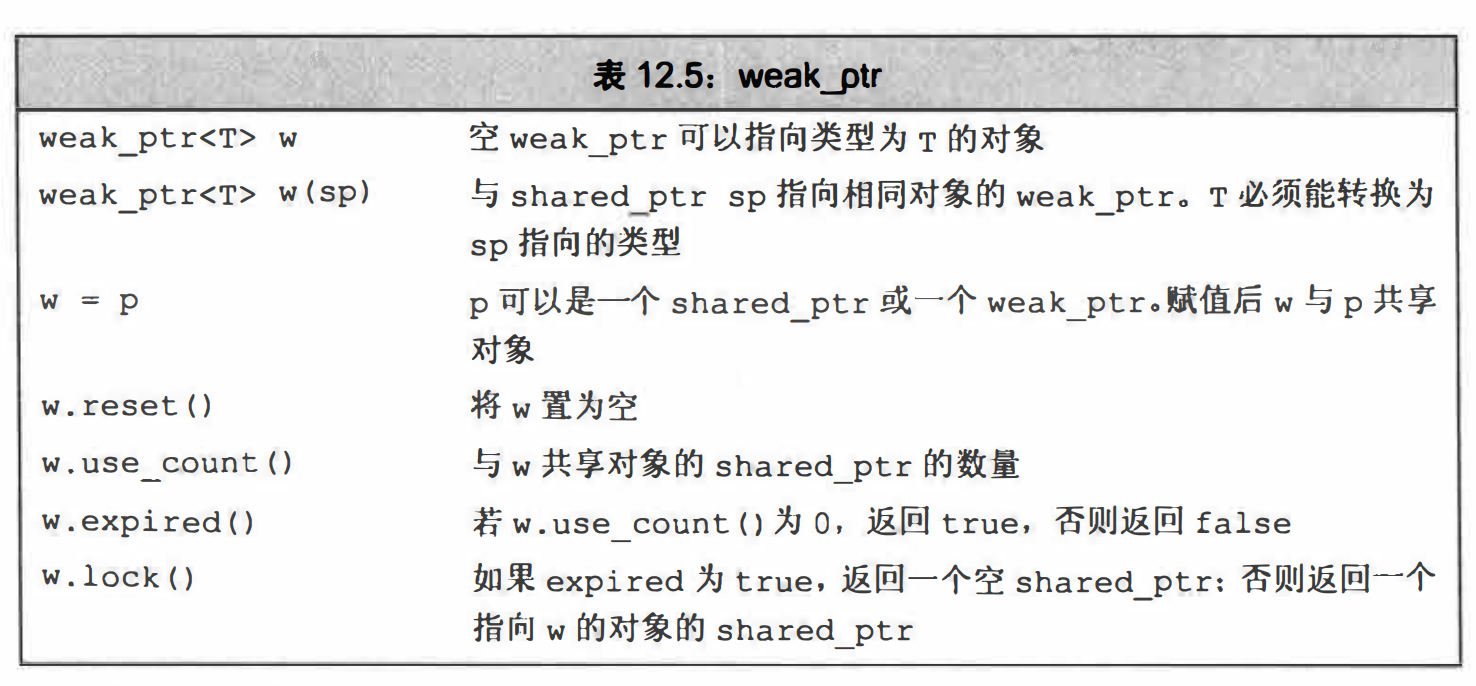 表 12.5：weak_ptr
weak_ptr<T> w 空 weak_ptr 可以指向类型为 T 的对象
weak_ptr<T> w(sp) 与 shared_ptr sp 指向相同对象的 weak_ptr。T 必须能转换为
sp 指向的类型
w = p p 可以是一个 shared_ptr 或一个 weak_ptr。赋值后 w 与 p 共享
对象
w.reset() 将 w 置为空
w.use_count() 与 w 共享对象的 shared_ptr 的数量
w.expired() 若 w.use_count() 为 0，返回 true，否则返回 false
w.lock() 如果 expired 为 true，返回一个空 shared_ptr；否则返回一个
指向 w 的对象的 shared_ptr